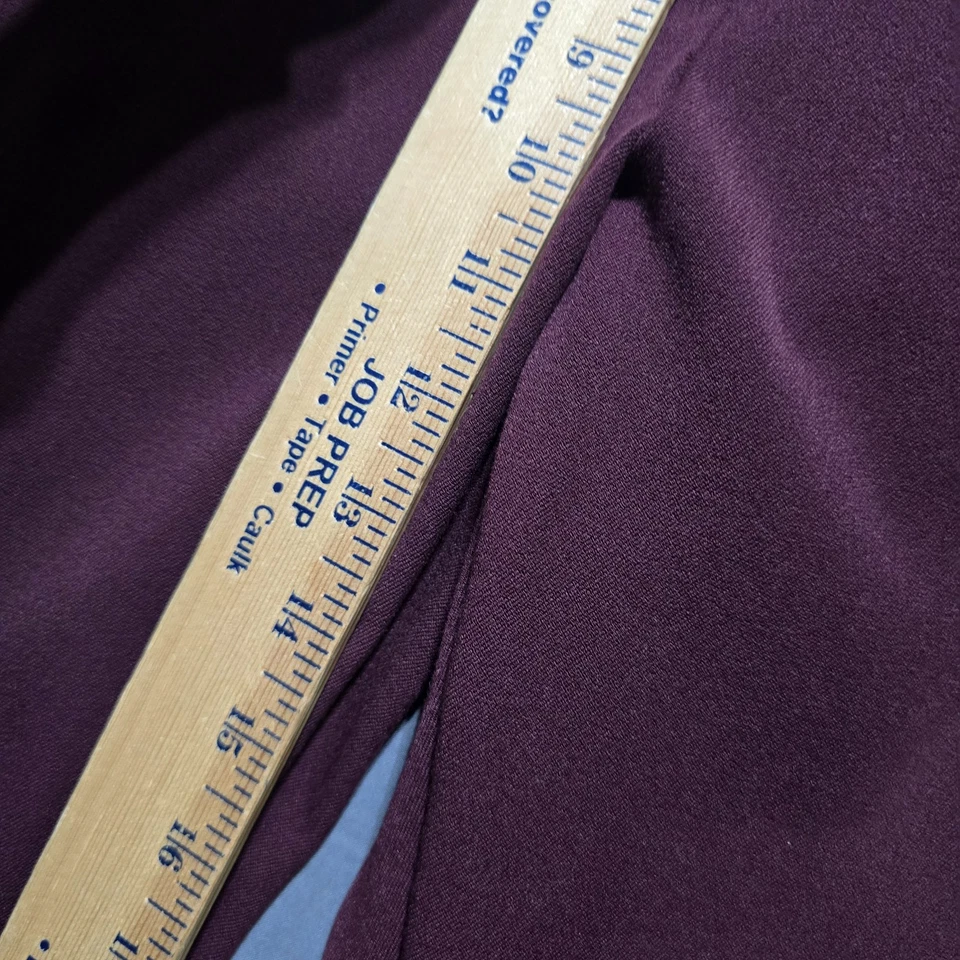 overed?
• Primer • Tape • Caulk
JOB PREP
9 10 11 12 13 14 15 16